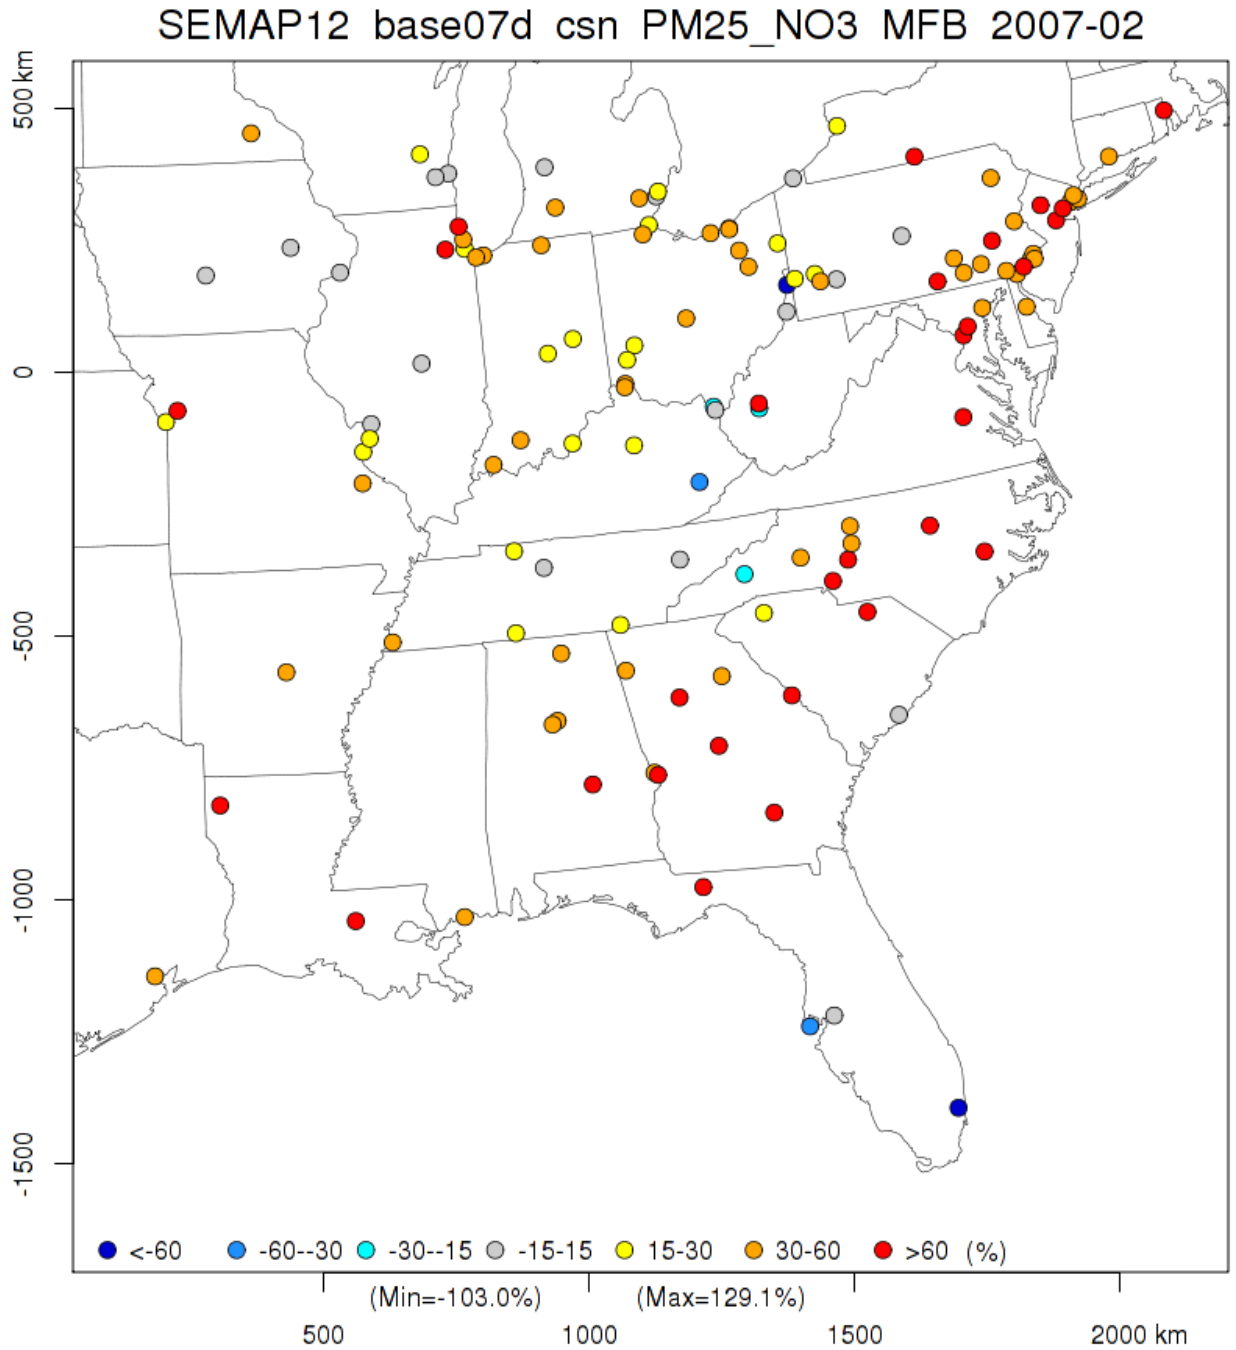 SEMAP12 base07d csn PM25_NO3 MFB 2007-02
500 km
0
-500
-1000
-1500
<-60 -60--30 -30--15 -15-15 15-30 30-60 >60 (%)
(Min=-103.0%) (Max=129.1%)
500 1000 1500 2000 km